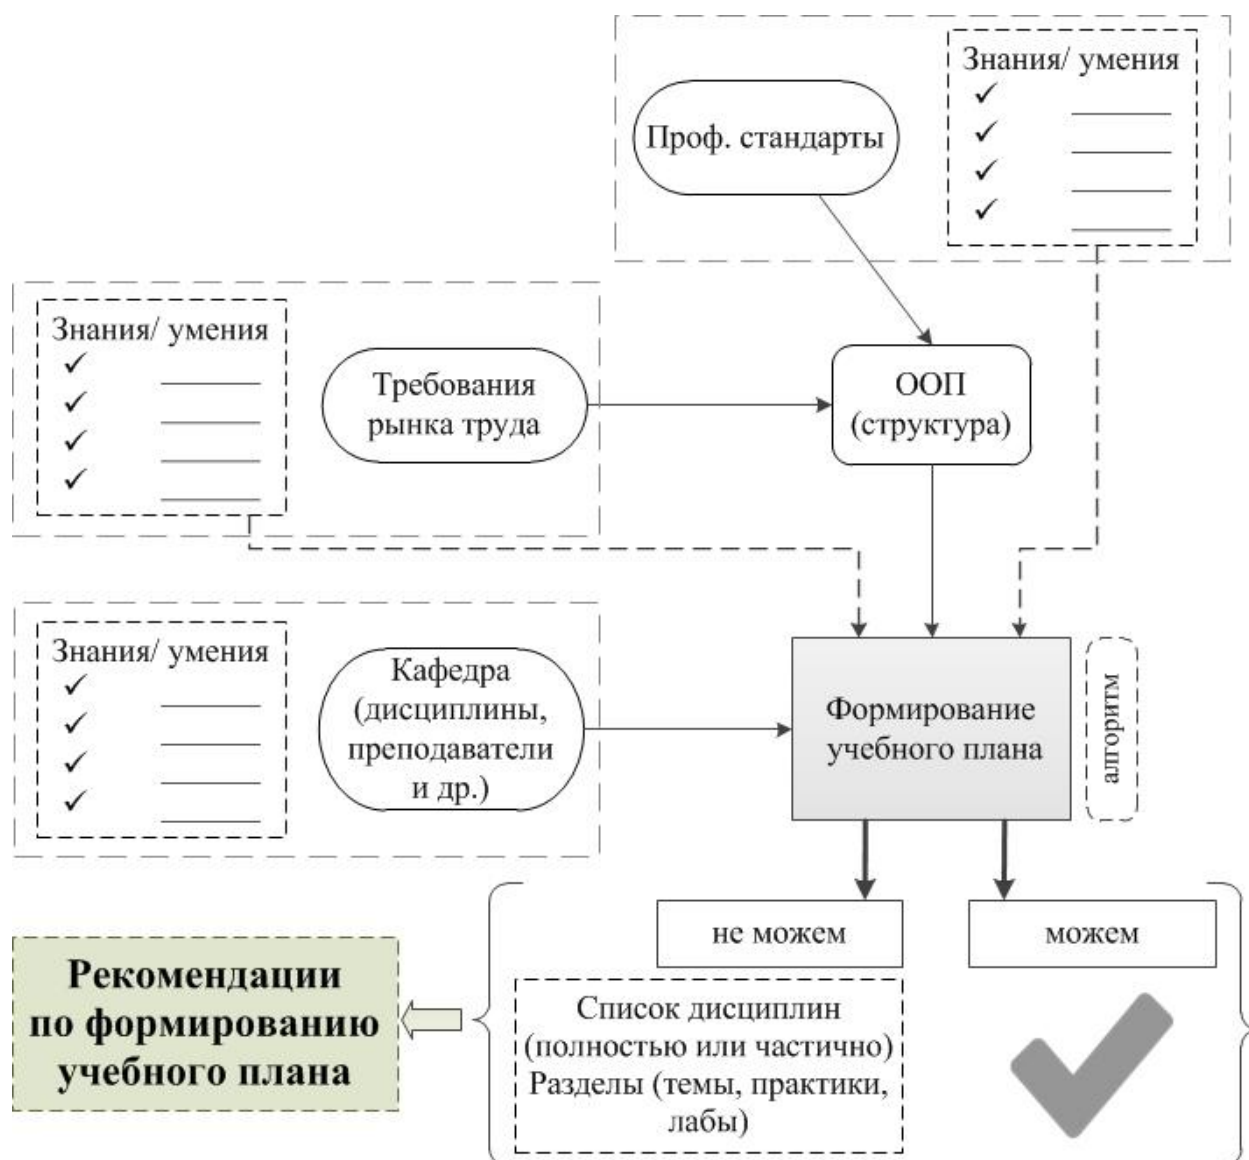 Знания/ умения
Проф. стандарты
Знания/ умения
Требования
рынка труда
ООП
(структура)
Знания/ умения
Кафедра
(дисциплины,
преподаватели
и др.)
Формирование
учебного плана
алгоритм
не можем
можем
Рекомендации
по формированию
учебного плана
Список дисциплин
(полностью или частично)
Разделы (темы, практики,
лабы)